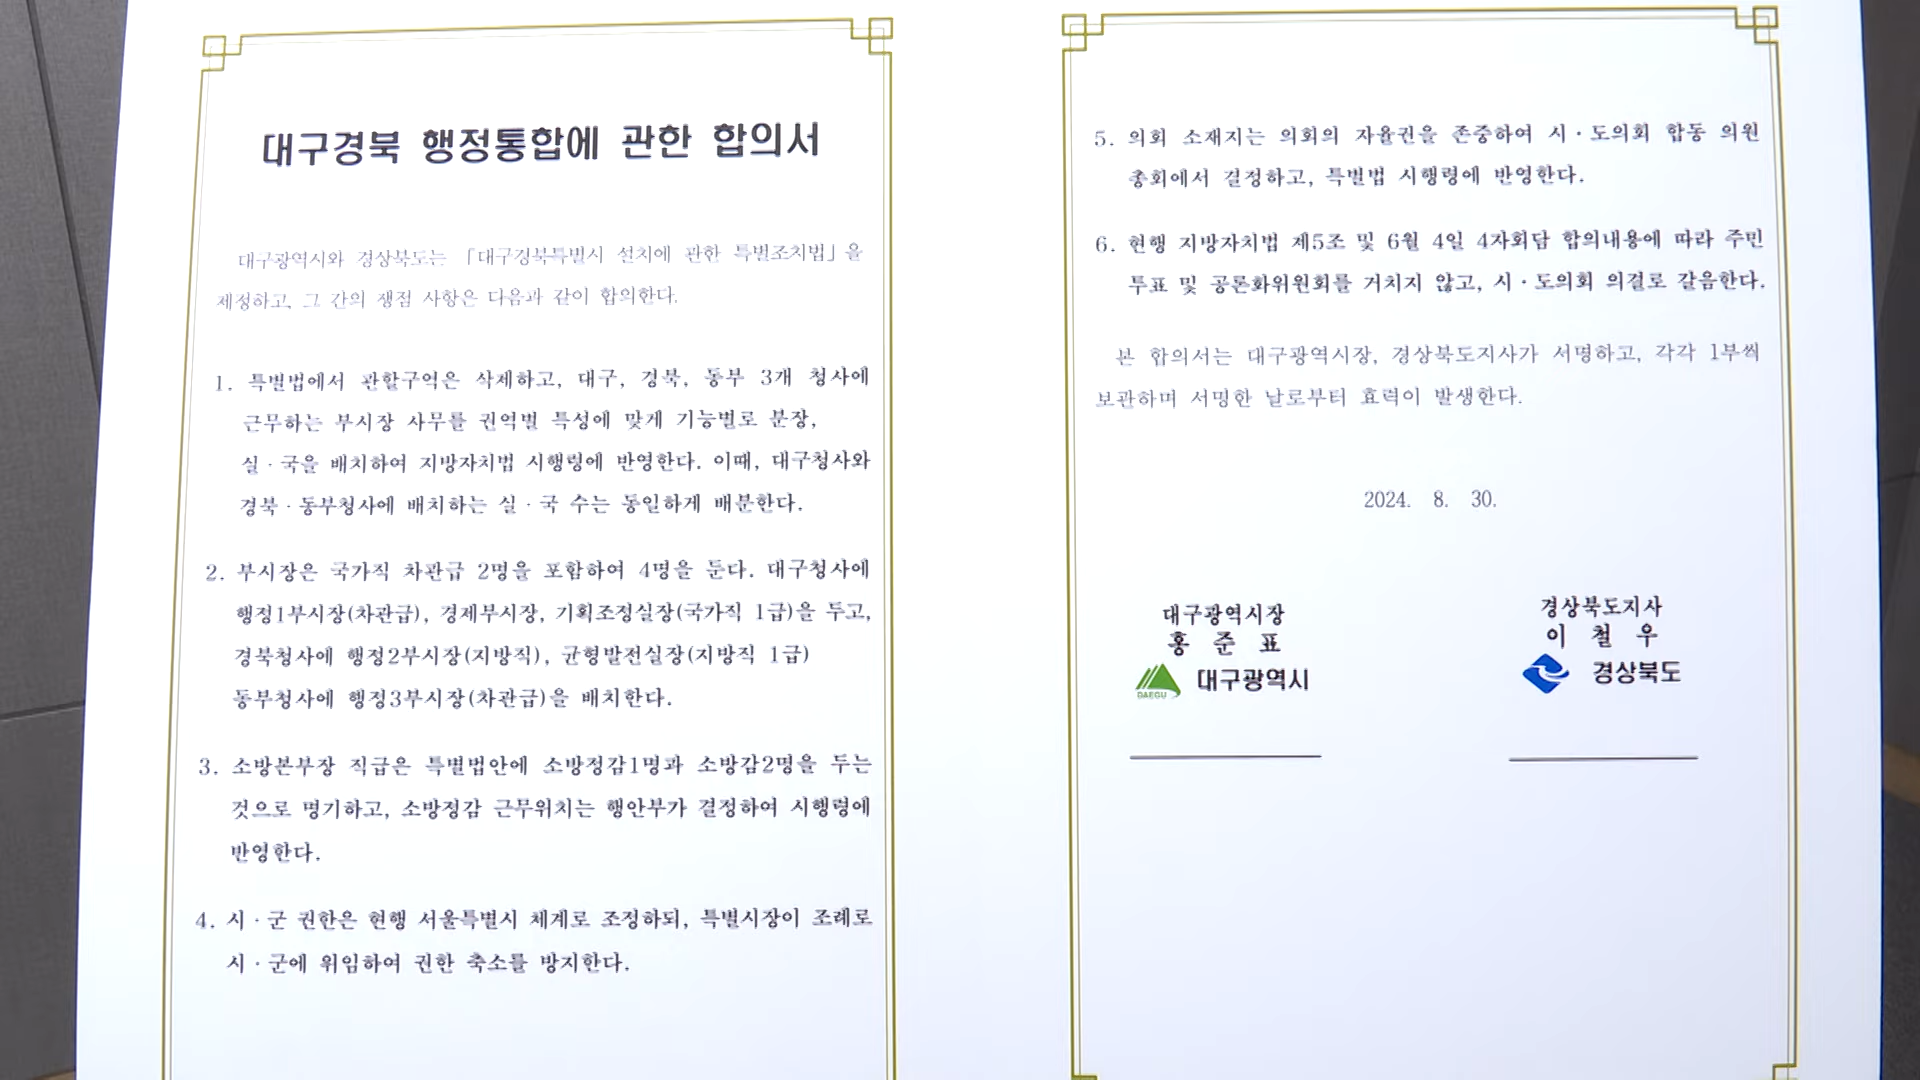 대구경북 행정통합에 관한 합의서
대구광역시와 경상북도는 「대구경북특별시 설치에 관한 특별조치법」을
제정하고, 그 간의 쟁점 사항은 다음과 같이 합의한다.
1. 특별법에서 관할구역은 삭제하고, 대구, 경북, 동부 3개 청사에
근무하는 부시장 사무를 권역별 특성에 맞게 기능별로 분장,
실·국을 배치하여 지방자치법 시행령에 반영한다. 이때, 대구청사와
경북·동부청사에 배치하는 실·국 수는 동일하게 배분한다.
2. 부시장은 국가직 차관급 2명을 포함하여 4명을 둔다. 대구청사에
행정1부시장(차관급), 경제부시장, 기획조정실장(국가직 1급)을 두고,
경북청사에 행정2부시장(지방직), 균형발전실장(지방직 1급)
동부청사에 행정3부시장(차관급)을 배치한다.
3. 소방본부장 직급은 특별법안에 소방정감1명과 소방감2명을 두는
것으로 명기하고, 소방정감 근무위치는 행안부가 결정하여 시행령에
반영한다.
4. 시·군 권한은 현행 서울특별시 체계로 조정하되, 특별시장이 조례로
시·군에 위임하여 권한 축소를 방지한다.
5. 의회 소재지는 의회의 자율권을 존중하여 시·도의회 합동 의원
총회에서 결정하고, 특별법 시행령에 반영한다.
6. 현행 지방자치법 제5조 및 6월 4일 4자회담 합의내용에 따라 주민
투표 및 공론화위원회를 거치지 않고, 시·도의회 의결로 갈음한다.
본 합의서는 대구광역시장, 경상북도지사가 서명하고, 각각 1부씩
보관하며 서명한 날로부터 효력이 발생한다.
2024. 8. 30.
대구광역시장
홍 준 표
DAEGU 대구광역시
경상북도지사
이 철 우
경상북도